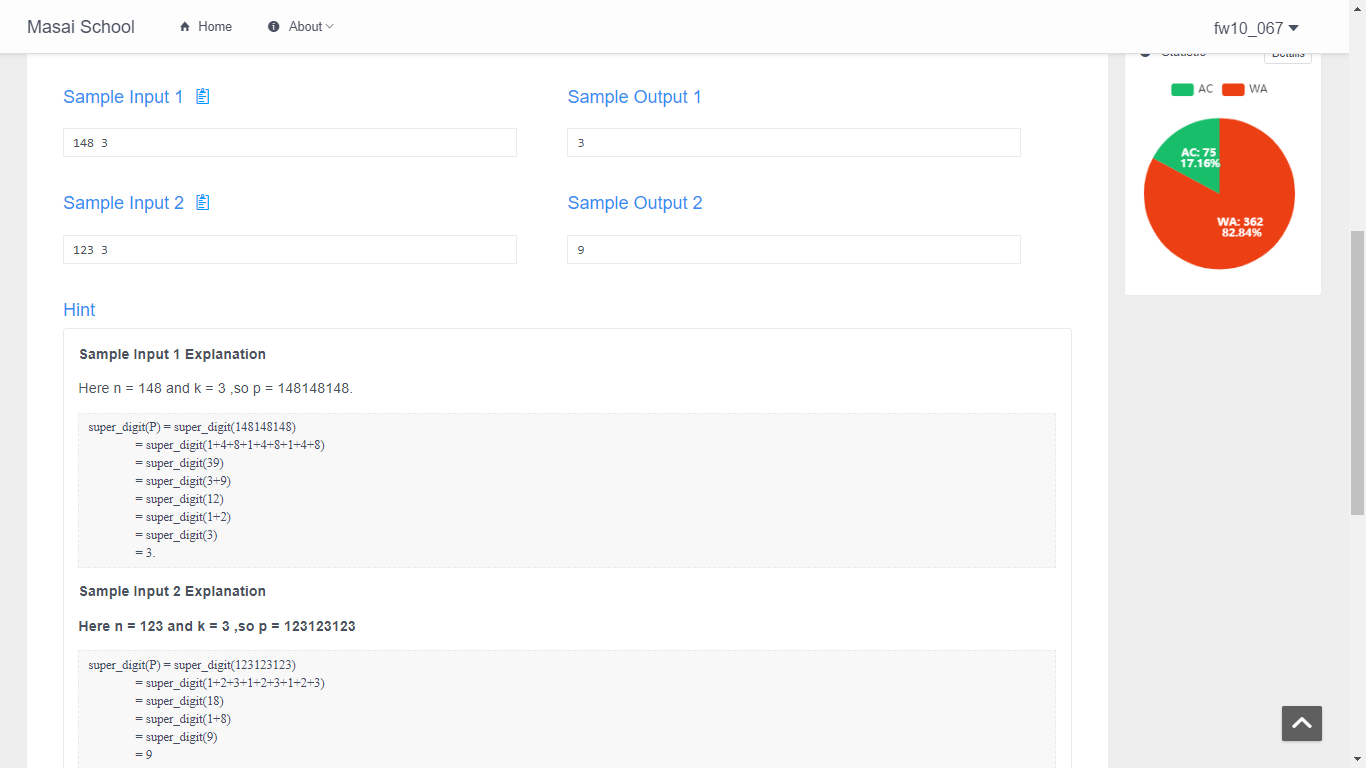 Masai School
Home
About
fw10_067
Statistic
Details
Sample Input 1
Sample Output 1
148 3
3
Sample Input 2
Sample Output 2
123 3
9
AC
WA
AC: 75
17.16%
WA: 362
82.84%
Hint
Sample Input 1 Explanation
Here n = 148 and k = 3 ,so p = 148148148.
super_digit(P) = super_digit(148148148)
= super_digit(1+4+8+1+4+8+1+4+8)
= super_digit(39)
= super_digit(3+9)
= super_digit(12)
= super_digit(1+2)
= super_digit(3)
= 3.
Sample Input 2 Explanation
Here n = 123 and k = 3 ,so p = 123123123
super_digit(P) = super_digit(123123123)
= super_digit(1+2+3+1+2+3+1+2+3)
= super_digit(18)
= super_digit(1+8)
= super_digit(9)
= 9